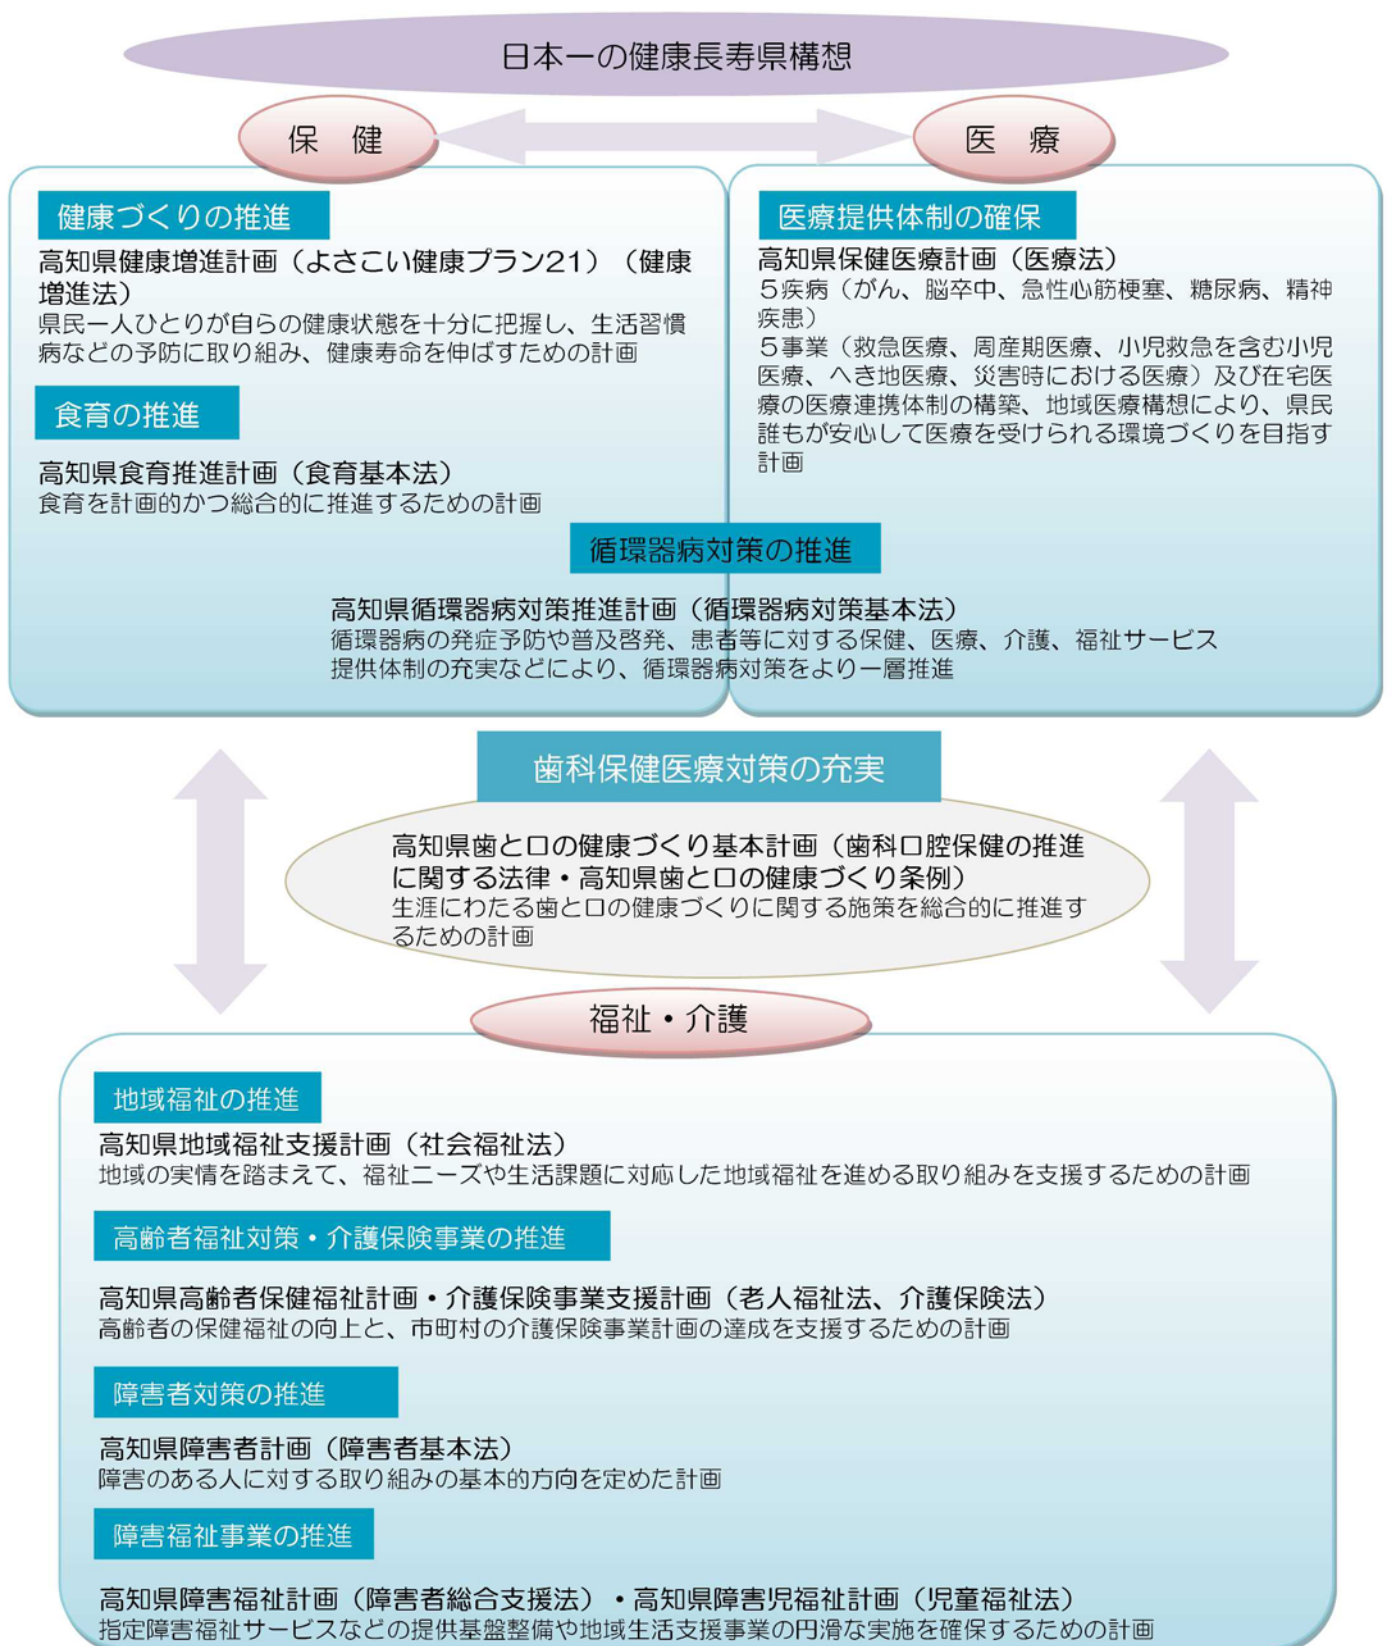 日本一の健康長寿県構想
保　健
医　療
健康づくりの推進
高知県健康増進計画（よさこい健康プラン21）（健康
増進法）
県民一人ひとりが自らの健康状態を十分に把握し、生活習慣
病などの予防に取り組み、健康寿命を伸ばすための計画
食育の推進
高知県食育推進計画（食育基本法）
食育を計画的かつ総合的に推進するための計画
医療提供体制の確保
高知県保健医療計画（医療法）
５疾病（がん、脳卒中、急性心筋梗塞、糖尿病、精神
疾患）
５事業（救急医療、周産期医療、小児救急を含む小児
医療、へき地医療、災害時における医療）及び在宅医
療の医療連携体制の構築、地域医療構想により、県民
誰もが安心して医療を受けられる環境づくりを目指す
計画
循環器病対策の推進
高知県循環器病対策推進計画（循環器病対策基本法）
循環器病の発症予防や普及啓発、患者等に対する保健、医療、介護、福祉サービス
提供体制の充実などにより、循環器病対策をより一層推進
歯科保健医療対策の充実
高知県歯と口の健康づくり基本計画（歯科口腔保健の推進
に関する法律・高知県歯と口の健康づくり条例）
生涯にわたる歯と口の健康づくりに関する施策を総合的に推進す
るための計画
福祉・介護
地域福祉の推進
高知県地域福祉支援計画（社会福祉法）
地域の実情を踏まえて、福祉ニーズや生活課題に対応した地域福祉を進める取り組みを支援するための計画
高齢者福祉対策・介護保険事業の推進
高知県高齢者保健福祉計画・介護保険事業支援計画（老人福祉法、介護保険法）
高齢者の保健福祉の向上と、市町村の介護保険事業計画の達成を支援するための計画
障害者対策の推進
高知県障害者計画（障害者基本法）
障害のある人に対する取り組みの基本的方向を定めた計画
障害福祉事業の推進
高知県障害福祉計画（障害者総合支援法）・高知県障害児福祉計画（児童福祉法）
指定障害福祉サービスなどの提供基盤整備や地域生活支援事業の円滑な実施を確保するための計画